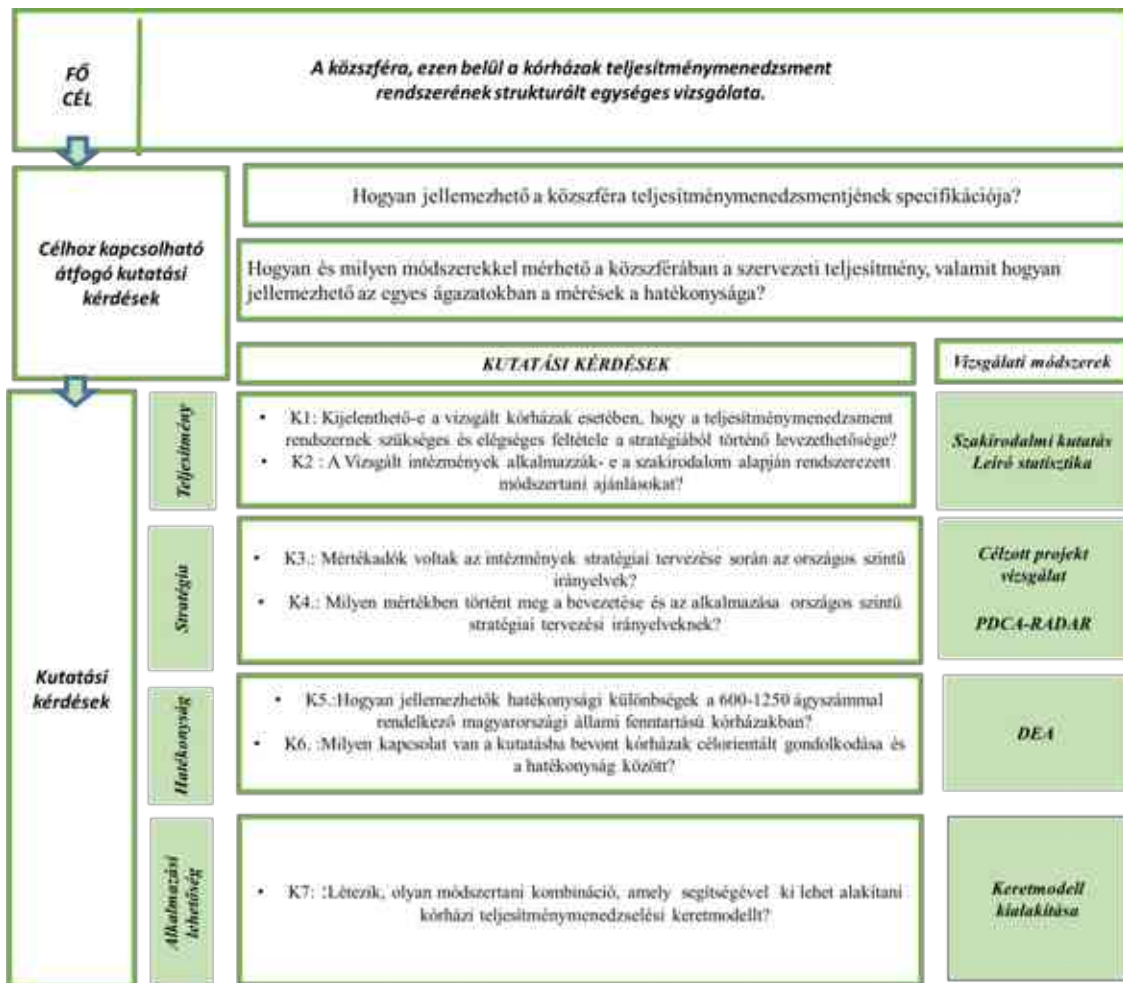 FŐ
CÉL
A közszféra, ezen belül a kórházak teljesítménymenedzsment
rendszerének strukturált egységes vizsgálata.
Célhoz kapcsolható
átfogó kutatási
kérdések
Hogyan jellemezhető a közszféra teljesítménymenedzsmentjének specifikációja?
Hogyan és milyen módszerekkel mérhető a közszférában a szervezeti teljesítmény, valamit hogyan
jellemezhető az egyes ágazatokban a mérések a hatékonysága?
KUTATÁSI KÉRDÉSEK
Vizsgálati módszerek
Kutatási
kérdések
Teljesítmény
• K1: Kijelenthető-e a vizsgált kórházak esetében, hogy a teljesítménymenedzsment
rendszernek szükséges és elégséges feltétele a stratégiából történő levezethetősége?
• K2 : A Vizsgált intézmények alkalmazzák- e a szakirodalom alapján rendszerezett
módszertani ajánlásokat?
Szakirodalmi kutatás
Leíró statisztika
Stratégia
• K3.: Mértékadók voltak az intézmények stratégiai tervezése során az országos szintű
irányelvek?
• K4.: Milyen mértékben történt meg a bevezetése és az alkalmazása országos szintű
stratégiai tervezési irányelveknek?
Célzott projekt
vizsgálat
PDCA-RADAR
Hatékonyság
• K5.:Hogyan jellemezhetők hatékonysági különbségek a 600-1250 ágyszámmal
rendelkező magyarországi állami fenntartású kórházakban?
• K6. :Milyen kapcsolat van a kutatásba bevont kórházak célorientált gondolkodása és
a hatékonyság között?
DEA
Alkalmazási
lehetőség
• K7: :Létezik, olyan módszertani kombináció, amely segítségével ki lehet alakítani
kórházi teljesítménymenedzselési keretmodellt?
Keretmodell
kialakítása